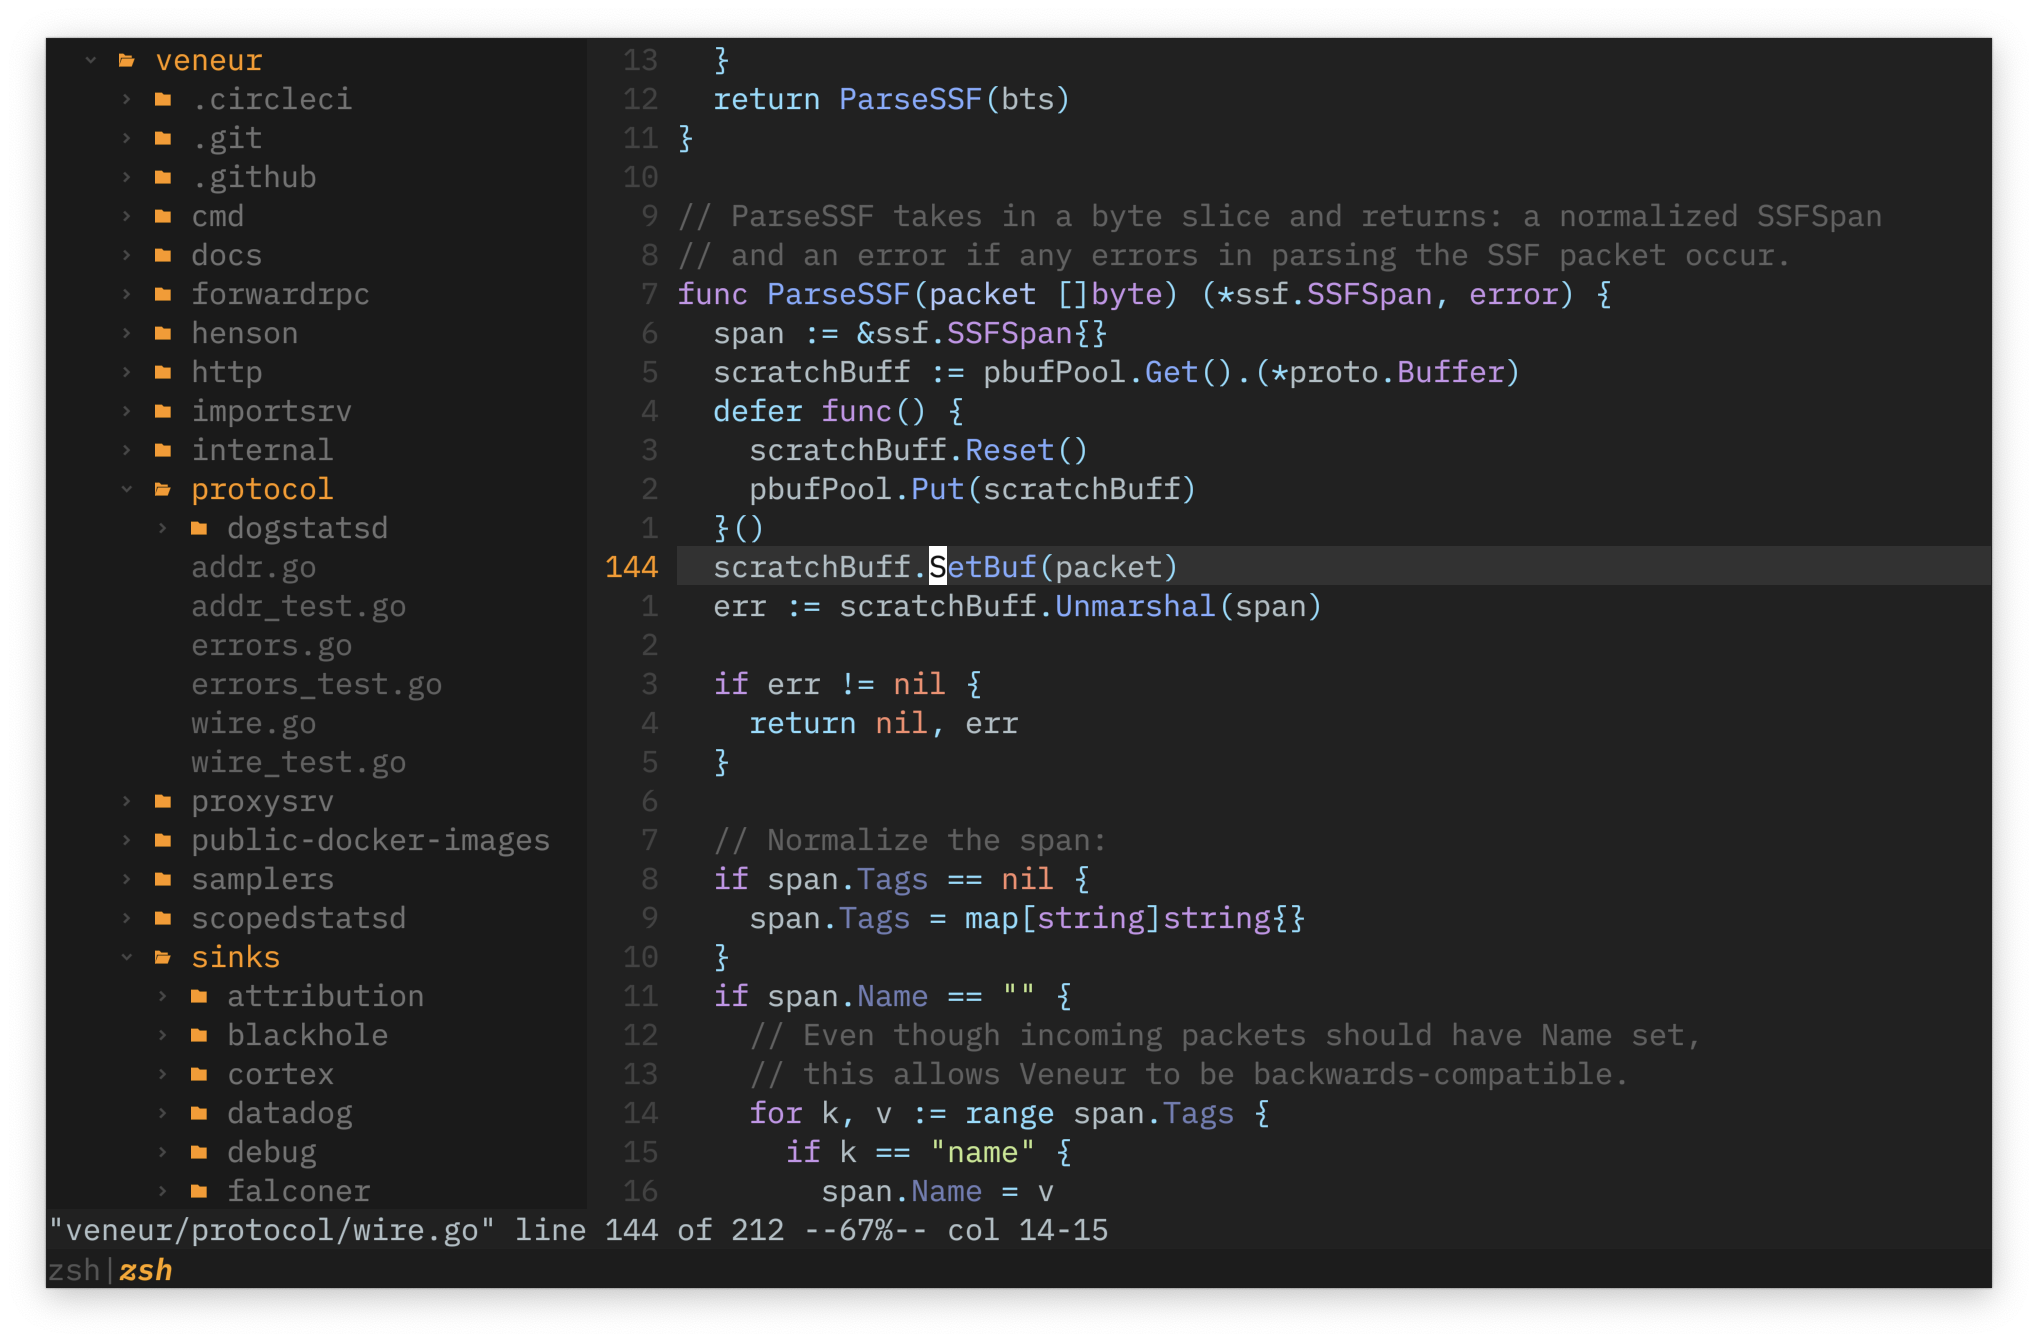 veneur
.circleci
.git
.github
cmd
docs
forwardrpc
henson
http
importsrv
internal
protocol
dogstatsd
addr.go
addr_test.go
errors.go
errors_test.go
wire.go
wire_test.go
proxysrv
public-docker-images
samplers
scopedstatsd
sinks
attribution
blackhole
cortex
datadog
debug
falconer
13   }
12   return ParseSSF(bts)
11 }
10
9 // ParseSSF takes in a byte slice and returns: a normalized SSFSpan
8 // and an error if any errors in parsing the SSF packet occur.
7 func ParseSSF(packet []byte) (*ssf.SSFSpan, error) {
6   span := &ssf.SSFSpan{}
5   scratchBuff := pbufPool.Get().(*proto.Buffer)
4   defer func() {
3     scratchBuff.Reset()
2     pbufPool.Put(scratchBuff)
1   }()
144   scratchBuff.SetBuf(packet)
1   err := scratchBuff.Unmarshal(span)
2
3   if err != nil {
4     return nil, err
5   }
6
7   // Normalize the span:
8   if span.Tags == nil {
9     span.Tags = map[string]string{}
10   }
11   if span.Name == "" {
12     // Even though incoming packets should have Name set,
13     // this allows Veneur to be backwards-compatible.
14     for k, v := range span.Tags {
15       if k == "name" {
16         span.Name = v
"veneur/protocol/wire.go" line 144 of 212 --67%-- col 14-15
zsh|zsh